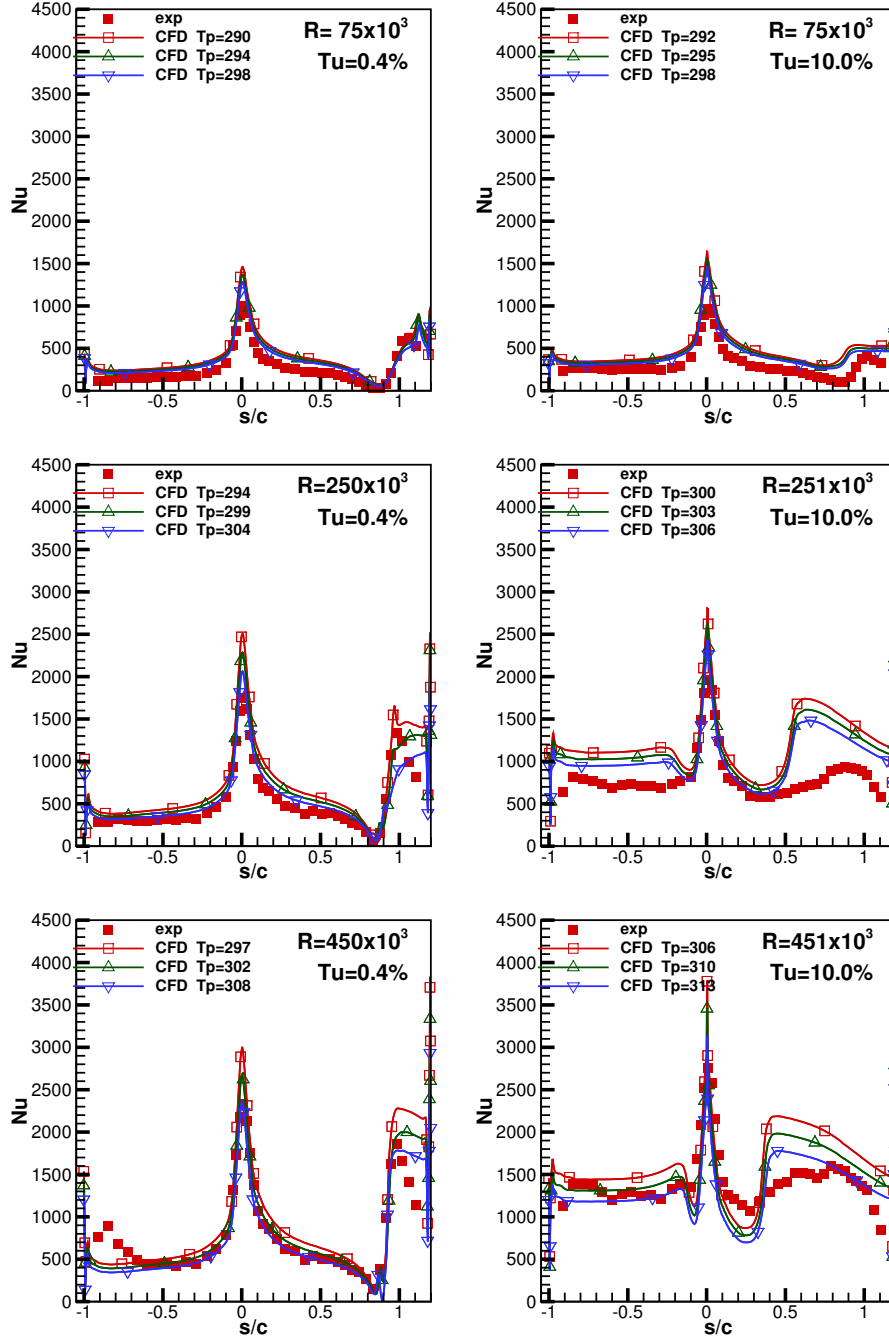 4500
4000
3500
3000
2500
2000
1500
1000
500
0
Nu
-1
-0.5
0
0.5
1
s/c
exp
CFD Tp=290
CFD Tp=294
CFD Tp=298
R= 75x10³
Tu=0.4%
4500
4000
3500
3000
2500
2000
1500
1000
500
0
Nu
-1
-0.5
0
0.5
1
s/c
exp
CFD Tp=292
CFD Tp=295
CFD Tp=298
R= 75x10³
Tu=10.0%
4500
4000
3500
3000
2500
2000
1500
1000
500
0
Nu
-1
-0.5
0
0.5
1
s/c
exp
CFD Tp=294
CFD Tp=299
CFD Tp=304
R=250x10³
Tu=0.4%
4500
4000
3500
3000
2500
2000
1500
1000
500
0
Nu
-1
-0.5
0
0.5
1
s/c
exp
CFD Tp=300
CFD Tp=303
CFD Tp=306
R=251x10³
Tu=10.0%
4500
4000
3500
3000
2500
2000
1500
1000
500
0
Nu
-1
-0.5
0
0.5
1
s/c
exp
CFD Tp=297
CFD Tp=302
CFD Tp=308
R=450x10³
Tu=0.4%
4500
4000
3500
3000
2500
2000
1500
1000
500
0
Nu
-1
-0.5
0
0.5
1
s/c
exp
CFD Tp=306
CFD Tp=310
CFD Tp=313
R=451x10³
Tu=10.0%